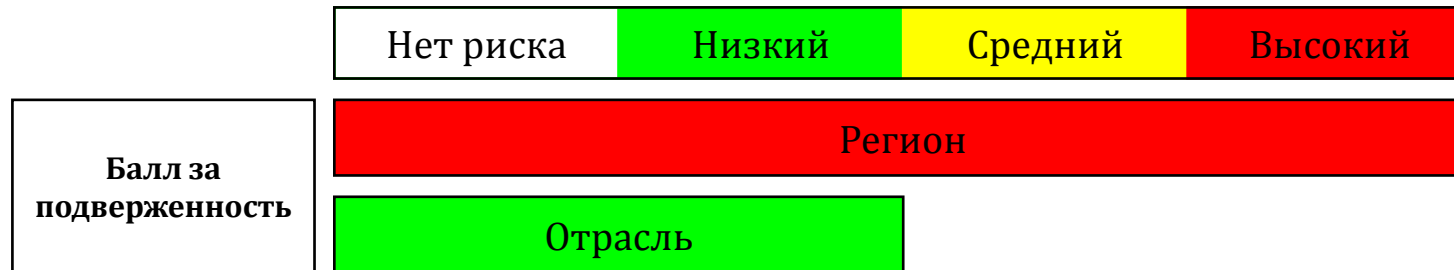 Нет риска Низкий Средний Высокий
Регион
Балл за
подверженность
Отрасль